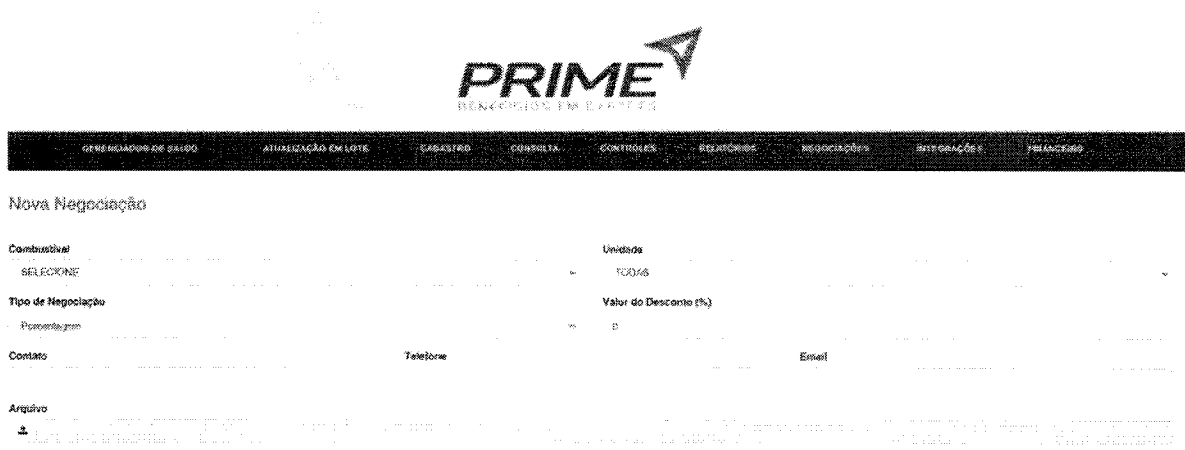 PRIME
BENEFÍCIOS EM CARTÕES
GERENCIADOR DE SALDO ATUALIZAÇÃO EM LOTE CADASTRO CONSULTA CONTROLES RELATÓRIOS NEGOCIAÇÕES INTEGRAÇÕES FINANCEIRO
Nova Negociação
Combustível Unidade
SELECIONE TODAS
Tipo de Negociação Valor do Desconto (%)
Porcentagem 0
Contato Telefone Email
Arquivo